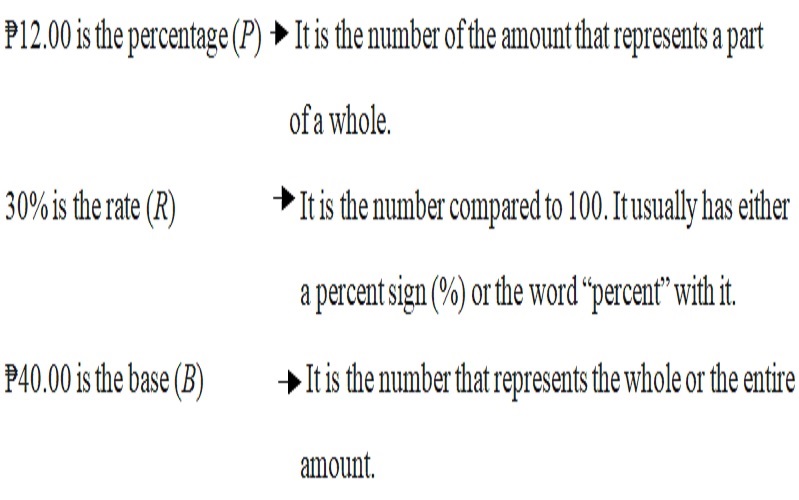 ₱12.00 is the percentage (P) → It is the number of the amount that represents a part
of a whole.
30% is the rate (R) → It is the number compared to 100. It usually has either
a percent sign (%) or the word “percent” with it.
₱40.00 is the base (B) → It is the number that represents the whole or the entire
amount.